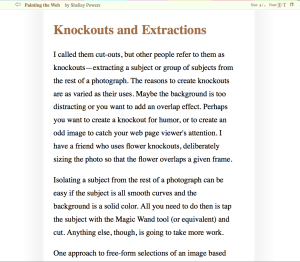 Painting the Web by Shelley Powers
Knockouts and Extractions
I called them cut-outs, but other people refer to them as
knockouts—extracting a subject or group of subjects from
the rest of a photograph. The reasons to create knockouts
are as varied as their uses. Maybe the background is too
distracting or you want to add an overlap effect. Perhaps
you want to create a knockout for humor, or to create an
odd image to catch your web page viewer's attention. I
have a friend who uses flower knockouts, deliberately
sizing the photo so that the flower overlaps a given frame.
Isolating a subject from the rest of a photograph can be
easy if the subject is all smooth curves and the
background is a solid color. All you need to do then is tap
the subject with the Magic Wand tool (or equivalent) and
cut. Anything else, though, is going to take more work.
One approach to free-form selections of an image based